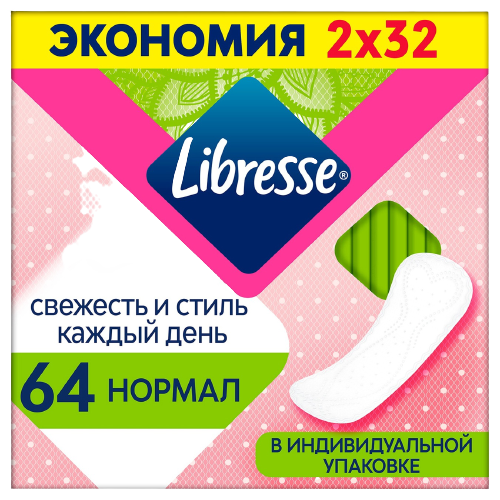 ЭКОНОМИЯ 2x32
Libresse®
свежесть и стиль
каждый день
64 НОРМАЛ
В ИНДИВИДУАЛЬНОЙ
УПАКОВКЕ